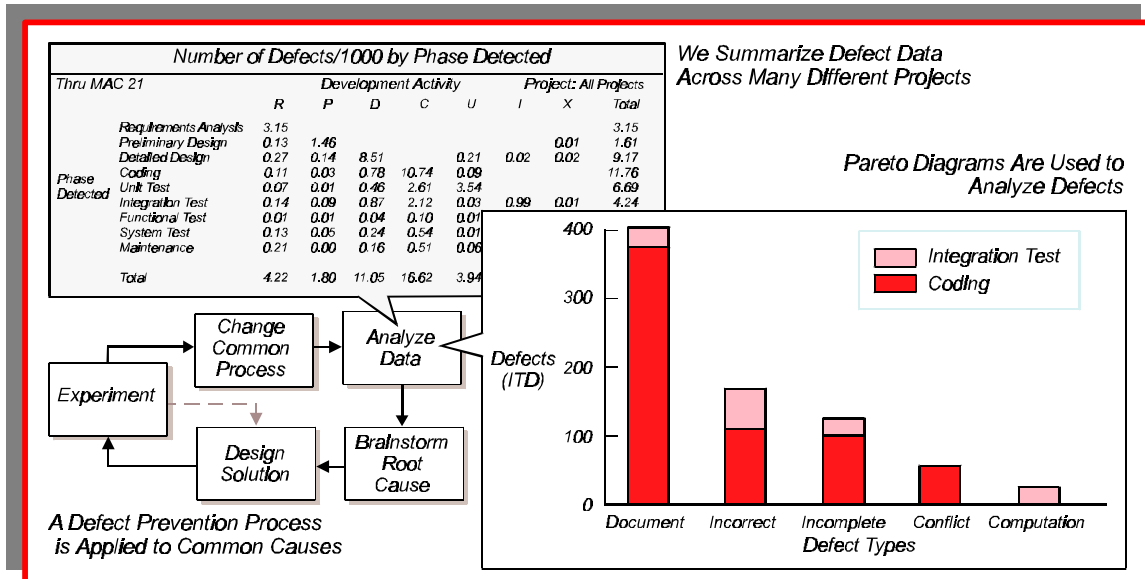 Number of Defects/1000 by Phase Detected
Thru MAC 21 Development Activity Project: All Projects
R P D C U I X Total
Requirements Analysis 3.15 3.15
Preliminary Design 0.13 1.46 0.01 1.61
Detailed Design 0.27 0.14 8.51 0.21 0.02 0.02 9.17
Coding 0.11 0.03 0.78 10.74 0.09 11.76
Phase Detected
Unit Test 0.07 0.01 0.46 2.61 3.54 6.69
Integration Test 0.14 0.09 0.87 2.12 0.03 0.99 0.01 4.24
Functional Test 0.01 0.01 0.04 0.10 0.01
System Test 0.13 0.05 0.24 0.54 0.01
Maintenance 0.21 0.00 0.16 0.51 0.06
Total 4.22 1.80 11.05 16.62 3.94
We Summarize Defect Data
Across Many Different Projects
Pareto Diagrams Are Used to
Analyze Defects
Change
Common
Process
Analyze
Data
Experiment
Design
Solution
Brainstorm
Root
Cause
A Defect Prevention Process
is Applied to Common Causes
Defects
(ITD)
400
300
200
100
0
Integration Test
Coding
Document Incorrect Incomplete Conflict Computation
Defect Types